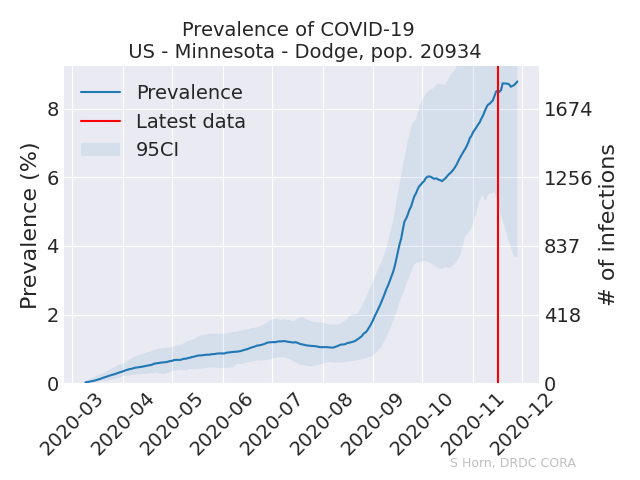 Prevalence of COVID-19
US - Minnesota - Dodge, pop. 20934
Prevalence
Latest data
95CI
Prevalence (%)
8
6
4
2
0
1674
1256
837
418
0
# of infections
2020-03
2020-04
2020-05
2020-06
2020-07
2020-08
2020-09
2020-10
2020-11
2020-12
S Horn, DRDC CORA